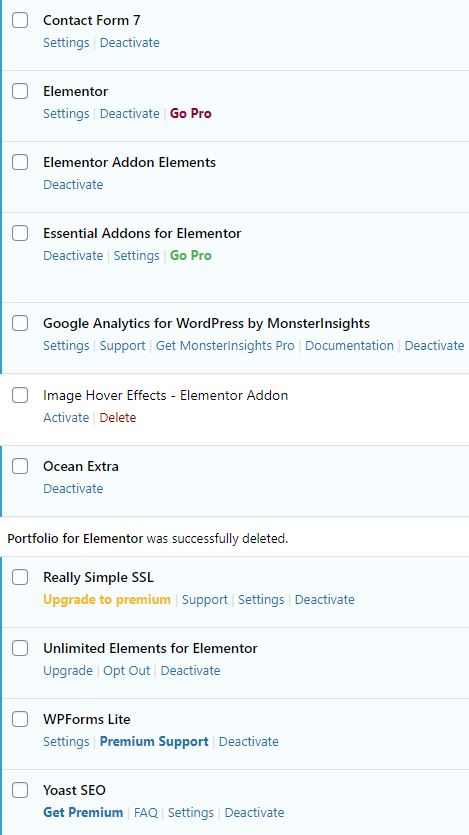 Contact Form 7
Settings | Deactivate
Elementor
Settings | Deactivate | Go Pro
Elementor Addon Elements
Deactivate
Essential Addons for Elementor
Deactivate | Settings | Go Pro
Google Analytics for WordPress by MonsterInsights
Settings | Support | Get MonsterInsights Pro | Documentation | Deactivate
Image Hover Effects - Elementor Addon
Activate | Delete
Ocean Extra
Deactivate
Portfolio for Elementor was successfully deleted.
Really Simple SSL
Upgrade to premium | Support | Settings | Deactivate
Unlimited Elements for Elementor
Upgrade | Opt Out | Deactivate
WPForms Lite
Settings | Premium Support | Deactivate
Yoast SEO
Get Premium | FAQ | Settings | Deactivate